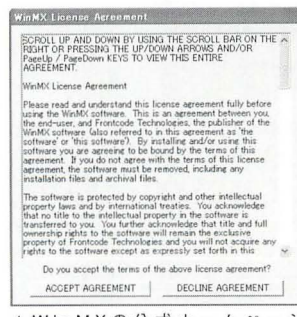 WinMX License Agreement
SCROLL UP AND DOWN BY USING THE SCROLL BAR ON THE
RIGHT OR PRESSING THE UP/DOWN ARROWS AND/OR
PageUp / PageDown KEYS TO VIEW THIS ENTIRE
AGREEMENT.
WinMX License Agreement
Please read and understand this license agreement fully before
using the WinMX software. This is an agreement between you,
the end-user, and Frontcode Technologies, the publisher of the
WinMX software (also referred to in this agreement as 'the
software' or 'this software'). By installing and/or using this
software you are agreeing to be bound by the terms of this
agreement. If you do not agree with the terms of this license
agreement, the software must be removed, including any
installation files and archival files.
The software is protected by copyright and other intellectual
property laws and by international treaties. You acknowledge
that no title to the intellectual property in the software is
transferred to you. You further acknowledge that title and full
ownership rights to the software will remain the exclusive
property of Frontcode Technologies and you will not acquire any
rights to the software except as expressly set forth in this
Do you accept the terms of the above license agreement?
ACCEPT AGREEMENT DECLINE AGREEMENT